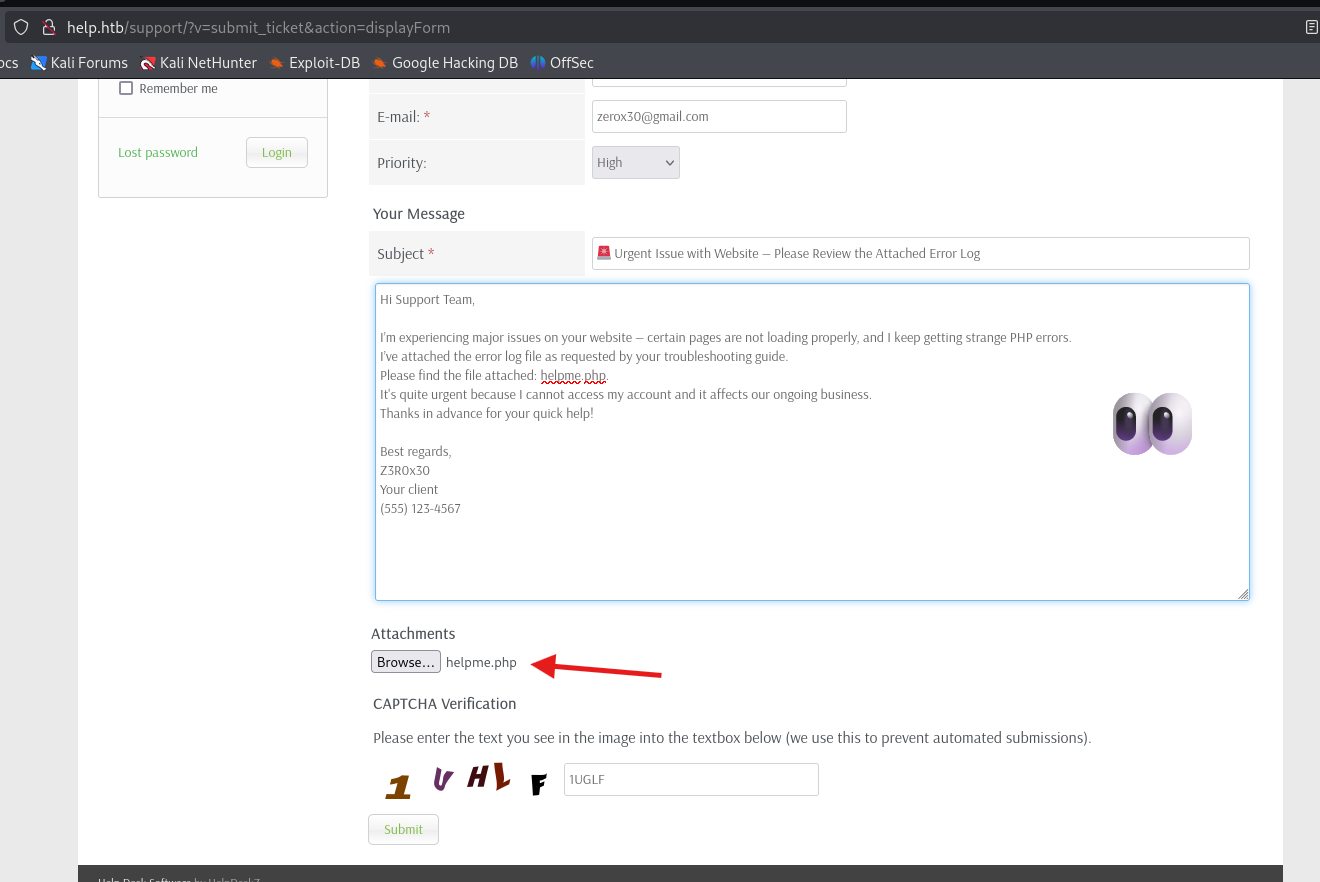 help.htb/support/?v=submit_ticket&action=displayForm
ocs Kali Forums Kali NetHunter Exploit-DB Google Hacking DB OffSec
Remember me
Lost password Login
E-mail: * zerox30@gmail.com
Priority: High
Your Message
Subject * 🚨 Urgent Issue with Website – Please Review the Attached Error Log
Hi Support Team,
I'm experiencing major issues on your website – certain pages are not loading properly, and I keep getting strange PHP errors.
I've attached the error log file as requested by your troubleshooting guide.
Please find the file attached: helpme.php.
It's quite urgent because I cannot access my account and it affects our ongoing business.
Thanks in advance for your quick help!
Best regards,
Z3R0x30
Your client
(555) 123-4567
Attachments
Browse... helpme.php
CAPTCHA Verification
Please enter the text you see in the image into the textbox below (we use this to prevent automated submissions).
1 U H L F 1UGLF
Submit
Help Desk Software by HelpDeskZ